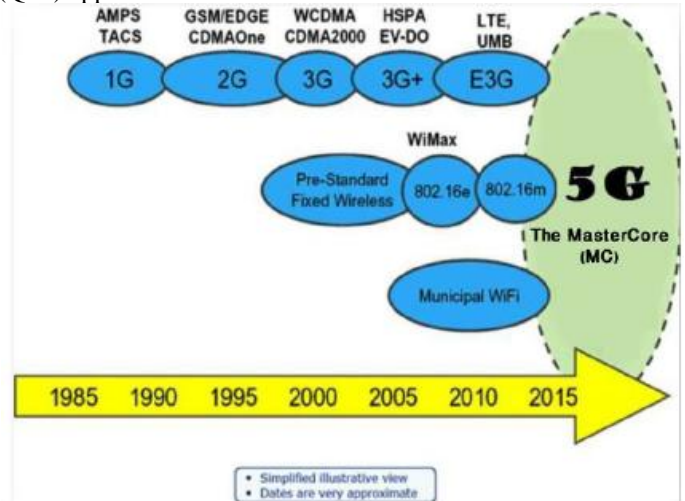 AMPS
TACS
GSM/EDGE
CDMAOne
WCDMA
CDMA2000
HSPA
EV-DO
LTE,
UMB
1G
2G
3G
3G+
E3G
WiMax
Pre-Standard
Fixed Wireless
802.16e
802.16m
5G
The MasterCore
(MC)
Municipal WiFi
1985 1990 1995 2000 2005 2010 2015
• Simplified illustrative view
• Dates are very approximate